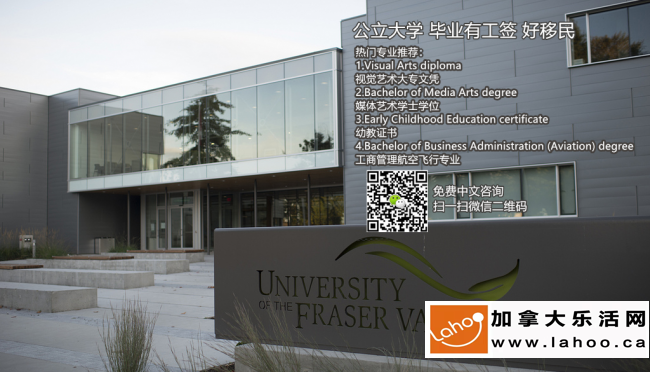 公立大学 毕业有工签 好移民
热门专业推荐：
1.Visual Arts diploma
视觉艺术大专文凭
2.Bachelor of Media Arts degree
媒体艺术学士学位
3.Early Childhood Education certificate
幼教证书
4.Bachelor of Business Administration (Aviation) degree
工商管理航空飞行专业
免费中文咨询
扫一扫微信二维码
UNIVERSITY
OF THE FRASER VA
Lahoo
加拿大乐活网
www.lahoo.ca